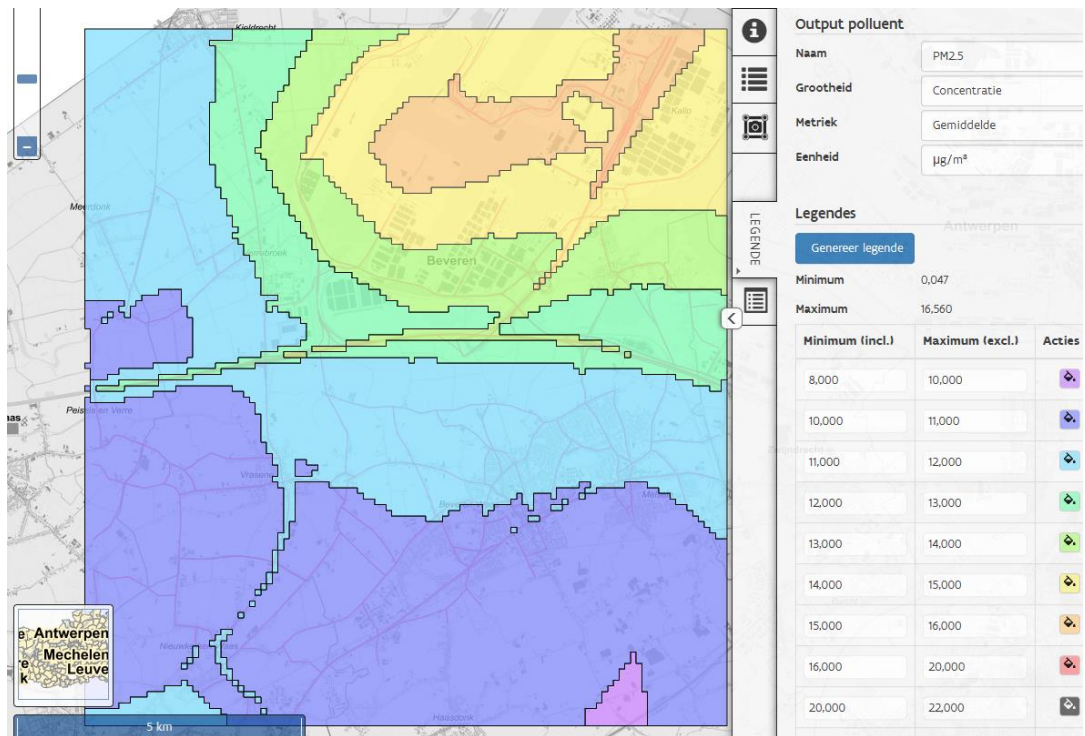 Kieldrecht
Kallo
Meerdonk
Beveren
Vrasene
Haasdonk
5 km
Antwerpen
Mechelen
Leuve
k
LEGENDE
Output polluent
Naam PM2.5
Grootheid Concentratie
Metriek Gemiddelde
Eenheid µg/m³
Legendes
Antwerpen
Genereer legende
Minimum 0,047
Maximum 16,560
Minimum (incl.) Maximum (excl.) Acties
8,000 10,000
10,000 11,000
11,000 12,000
12,000 13,000
13,000 14,000
14,000 15,000
15,000 16,000
16,000 20,000
20,000 22,000